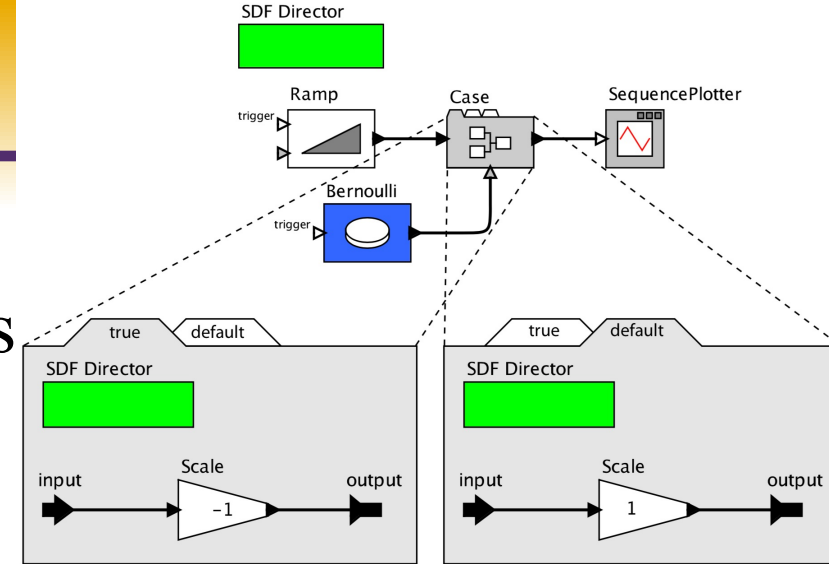 SDF Director
Ramp
Case
SequencePlotter
trigger
Bernoulli
trigger
s
true
default
true
default
SDF Director
SDF Director
Scale
Scale
input
output
input
output
-1
1